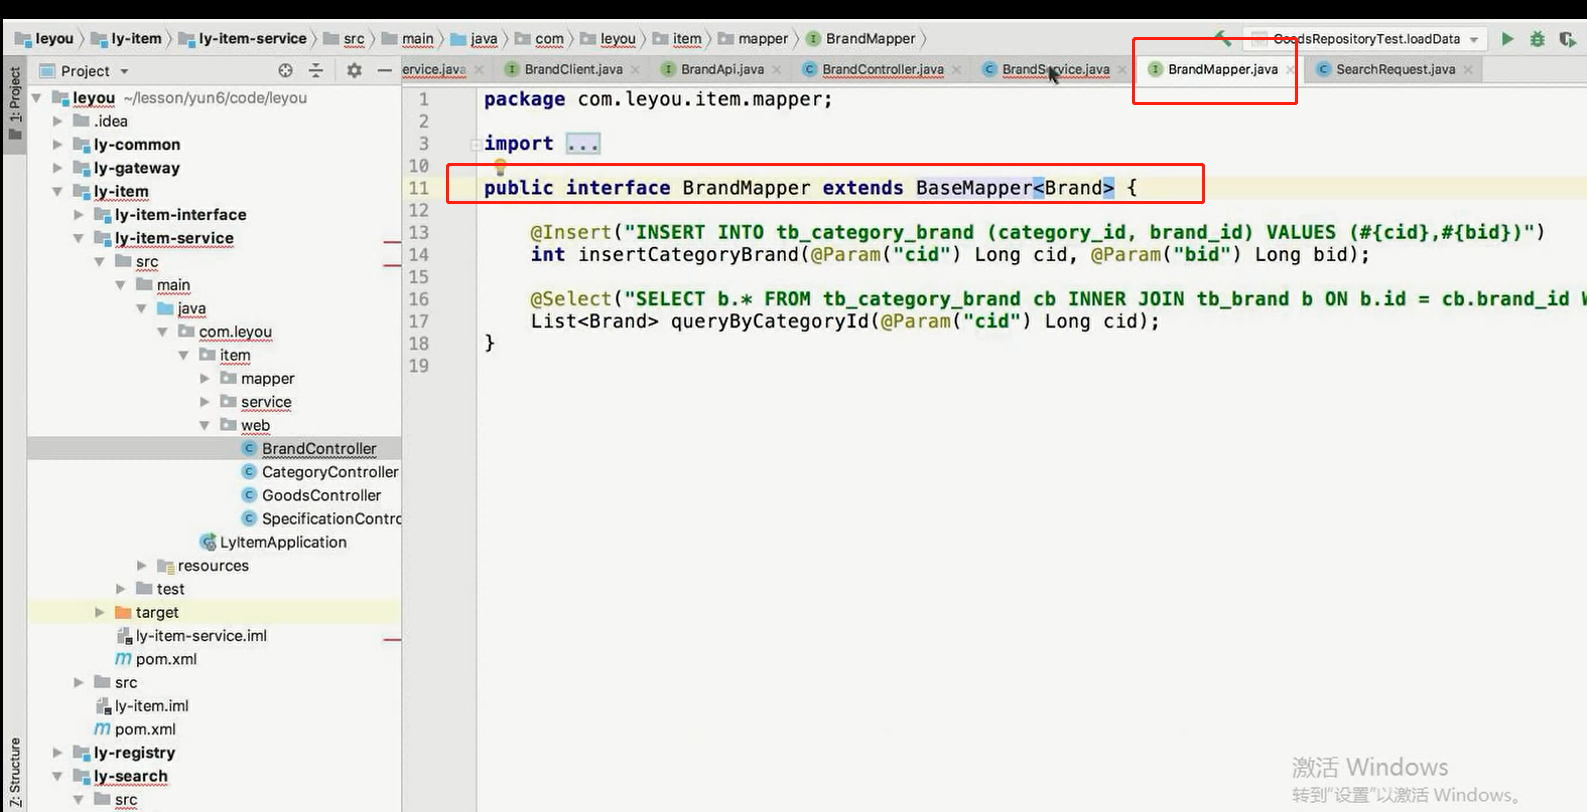 leyou ly-item ly-item-service src main java com leyou item mapper BrandMapper GoodsRepositoryTest.loadData
1: Project
Project
ervice.java BrandClient.java BrandApi.java BrandController.java BrandService.java BrandMapper.java SearchRequest.java
leyou ~/lesson/yun6/code/leyou
.idea
ly-common
ly-gateway
ly-item
ly-item-interface
ly-item-service
src
main
java
com.leyou
item
mapper
service
web
BrandController
CategoryController
GoodsController
SpecificationContro
LyItemApplication
resources
test
target
ly-item-service.iml
pom.xml
src
ly-item.iml
pom.xml
ly-registry
ly-search
src
Z: Structure
1 package com.leyou.item.mapper;
2
3 import ...
10
11 public interface BrandMapper extends BaseMapper<Brand> {
12
13 @Insert("INSERT INTO tb_category_brand (category_id, brand_id) VALUES (#{cid},#{bid})")
14 int insertCategoryBrand(@Param("cid") Long cid, @Param("bid") Long bid);
15
16 @Select("SELECT b.* FROM tb_category_brand cb INNER JOIN tb_brand b ON b.id = cb.brand_id W
17 List<Brand> queryByCategoryId(@Param("cid") Long cid);
18 }
19
激活 Windows
转到"设置"以激活 Windows。